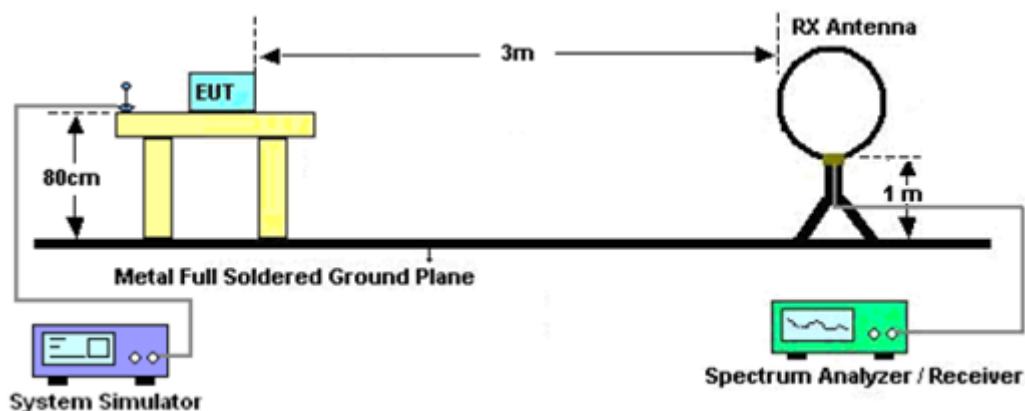 RX Antenna
3m
EUT
80cm
1 m
Metal Full Soldered Ground Plane
System Simulator
Spectrum Analyzer / Receiver